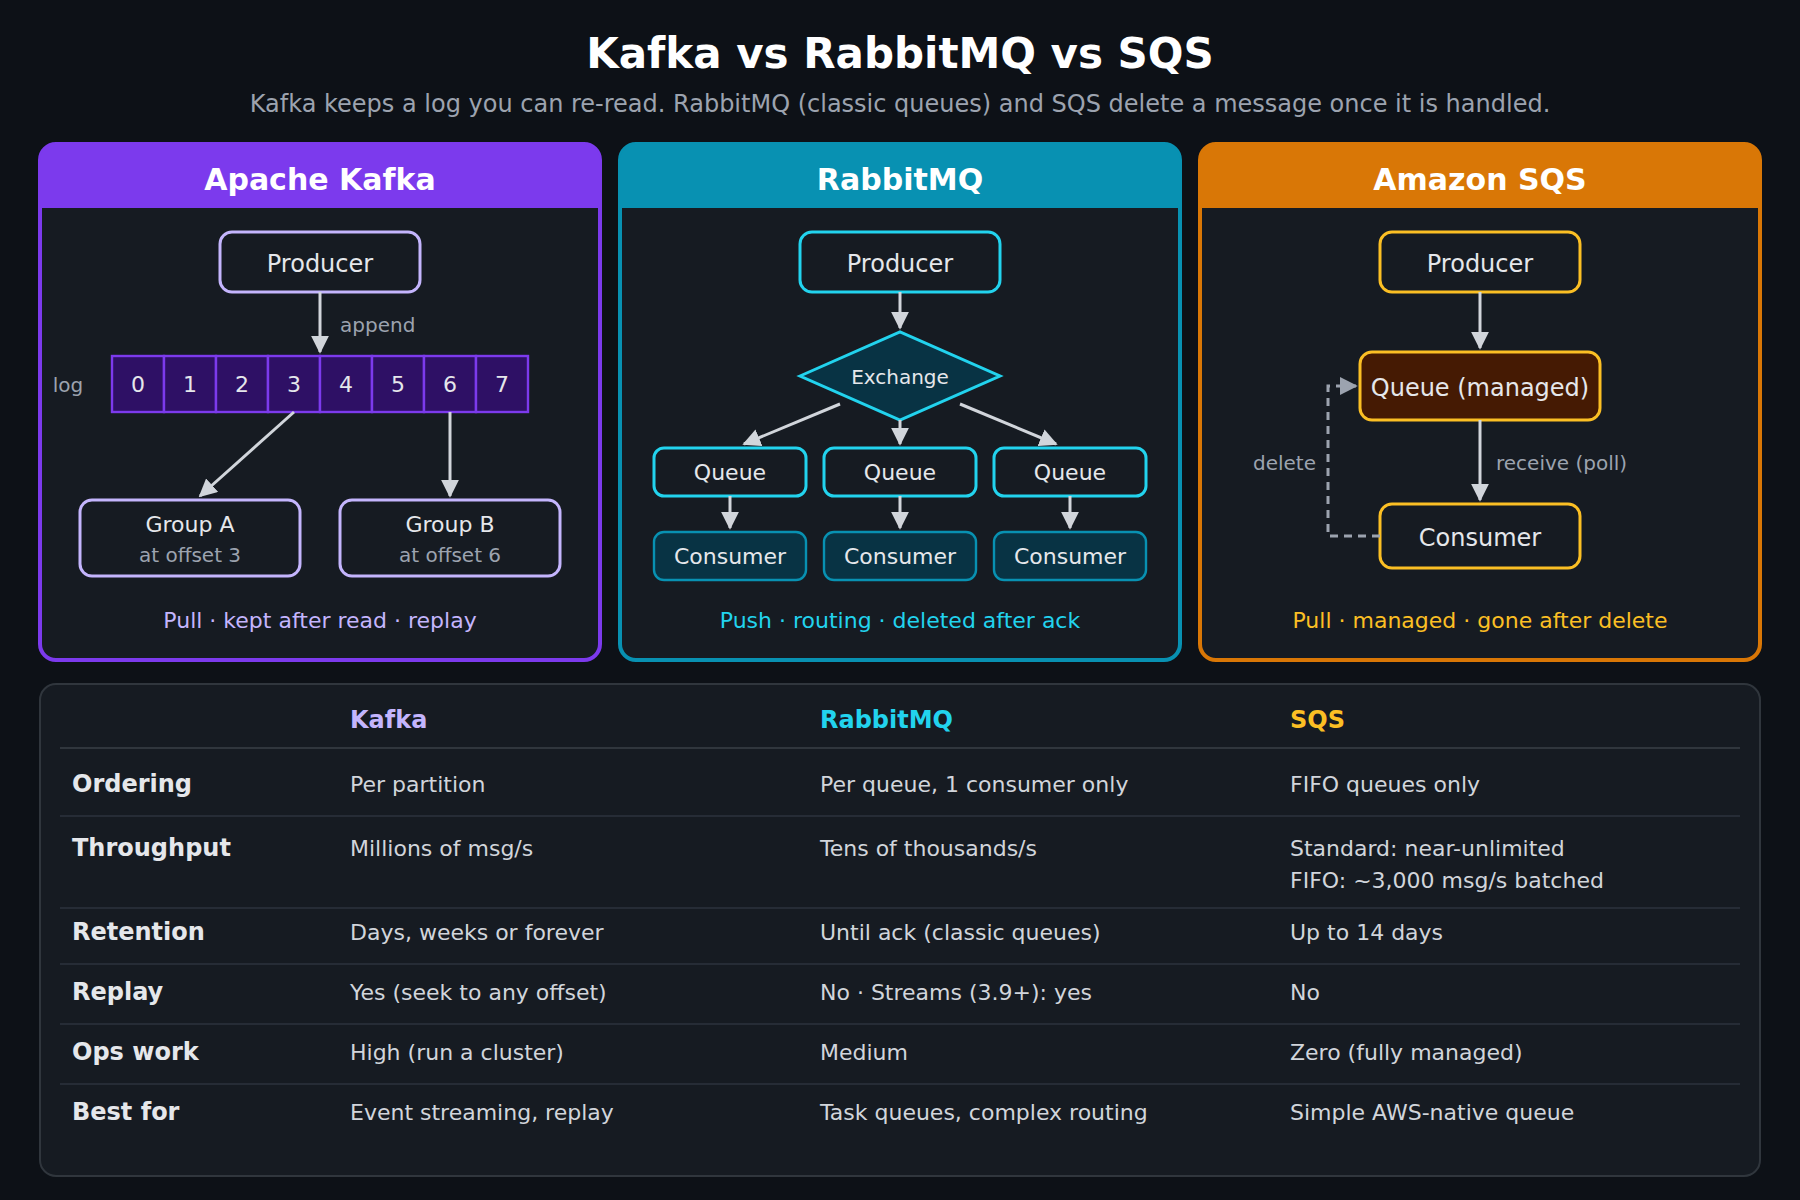 Kafka vs RabbitMQ vs SQS
Kafka keeps a log you can re-read. RabbitMQ (classic queues) and SQS delete a message once it is handled.
Apache Kafka
Producer
append
log
0 1 2 3 4 5 6 7
Group A
at offset 3
Group B
at offset 6
Pull · kept after read · replay
RabbitMQ
Producer
Exchange
Queue Queue Queue
Consumer Consumer Consumer
Push · routing · deleted after ack
Amazon SQS
Producer
Queue (managed)
delete
receive (poll)
Consumer
Pull · managed · gone after delete
Kafka RabbitMQ SQS
Ordering Per partition Per queue, 1 consumer only FIFO queues only
Throughput Millions of msg/s Tens of thousands/s Standard: near-unlimited
FIFO: ~3,000 msg/s batched
Retention Days, weeks or forever Until ack (classic queues) Up to 14 days
Replay Yes (seek to any offset) No · Streams (3.9+): yes No
Ops work High (run a cluster) Medium Zero (fully managed)
Best for Event streaming, replay Task queues, complex routing Simple AWS-native queue